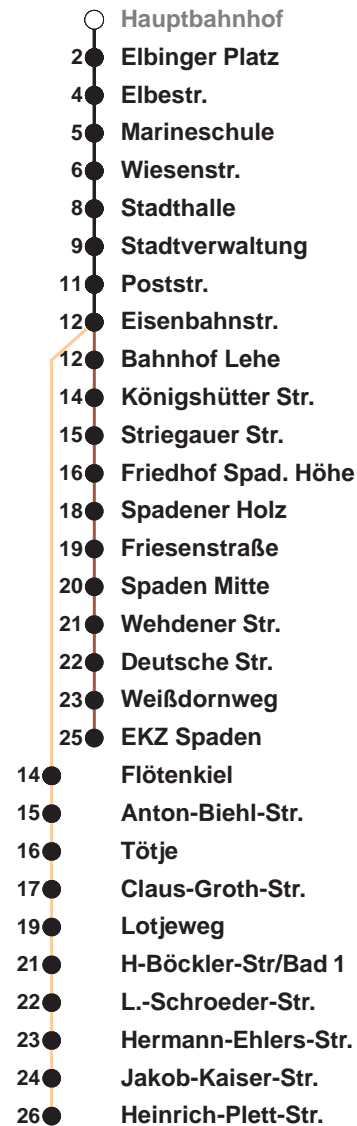 Hauptbahnhof
2 Elbinger Platz
4 Elbestr.
5 Marineschule
6 Wiesenstr.
8 Stadthalle
9 Stadtverwaltung
11 Poststr.
12 Eisenbahnstr.
12 Bahnhof Lehe
14 Königshütter Str.
15 Striegauer Str.
16 Friedhof Spad. Höhe
18 Spadener Holz
19 Friesenstraße
20 Spaden Mitte
21 Wehdener Str.
22 Deutsche Str.
23 Weißdornweg
25 EKZ Spaden
14 Flötenkiel
15 Anton-Biehl-Str.
16 Tötje
17 Claus-Groth-Str.
19 Lotjeweg
21 H-Böckler-Str/Bad 1
22 L.-Schroeder-Str.
23 Hermann-Ehlers-Str.
24 Jakob-Kaiser-Str.
26 Heinrich-Plett-Str.